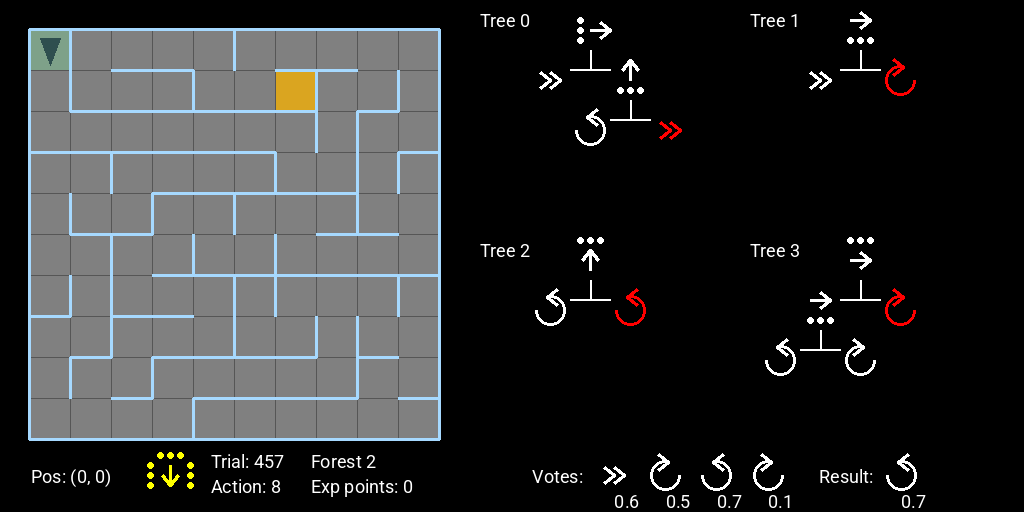 Tree 0
Tree 1
Tree 2
Tree 3
Pos: (0, 0)
Trial: 457
Forest 2
Action: 8
Exp points: 0
Votes:
0.6
0.5
0.7
0.1
Result:
0.7